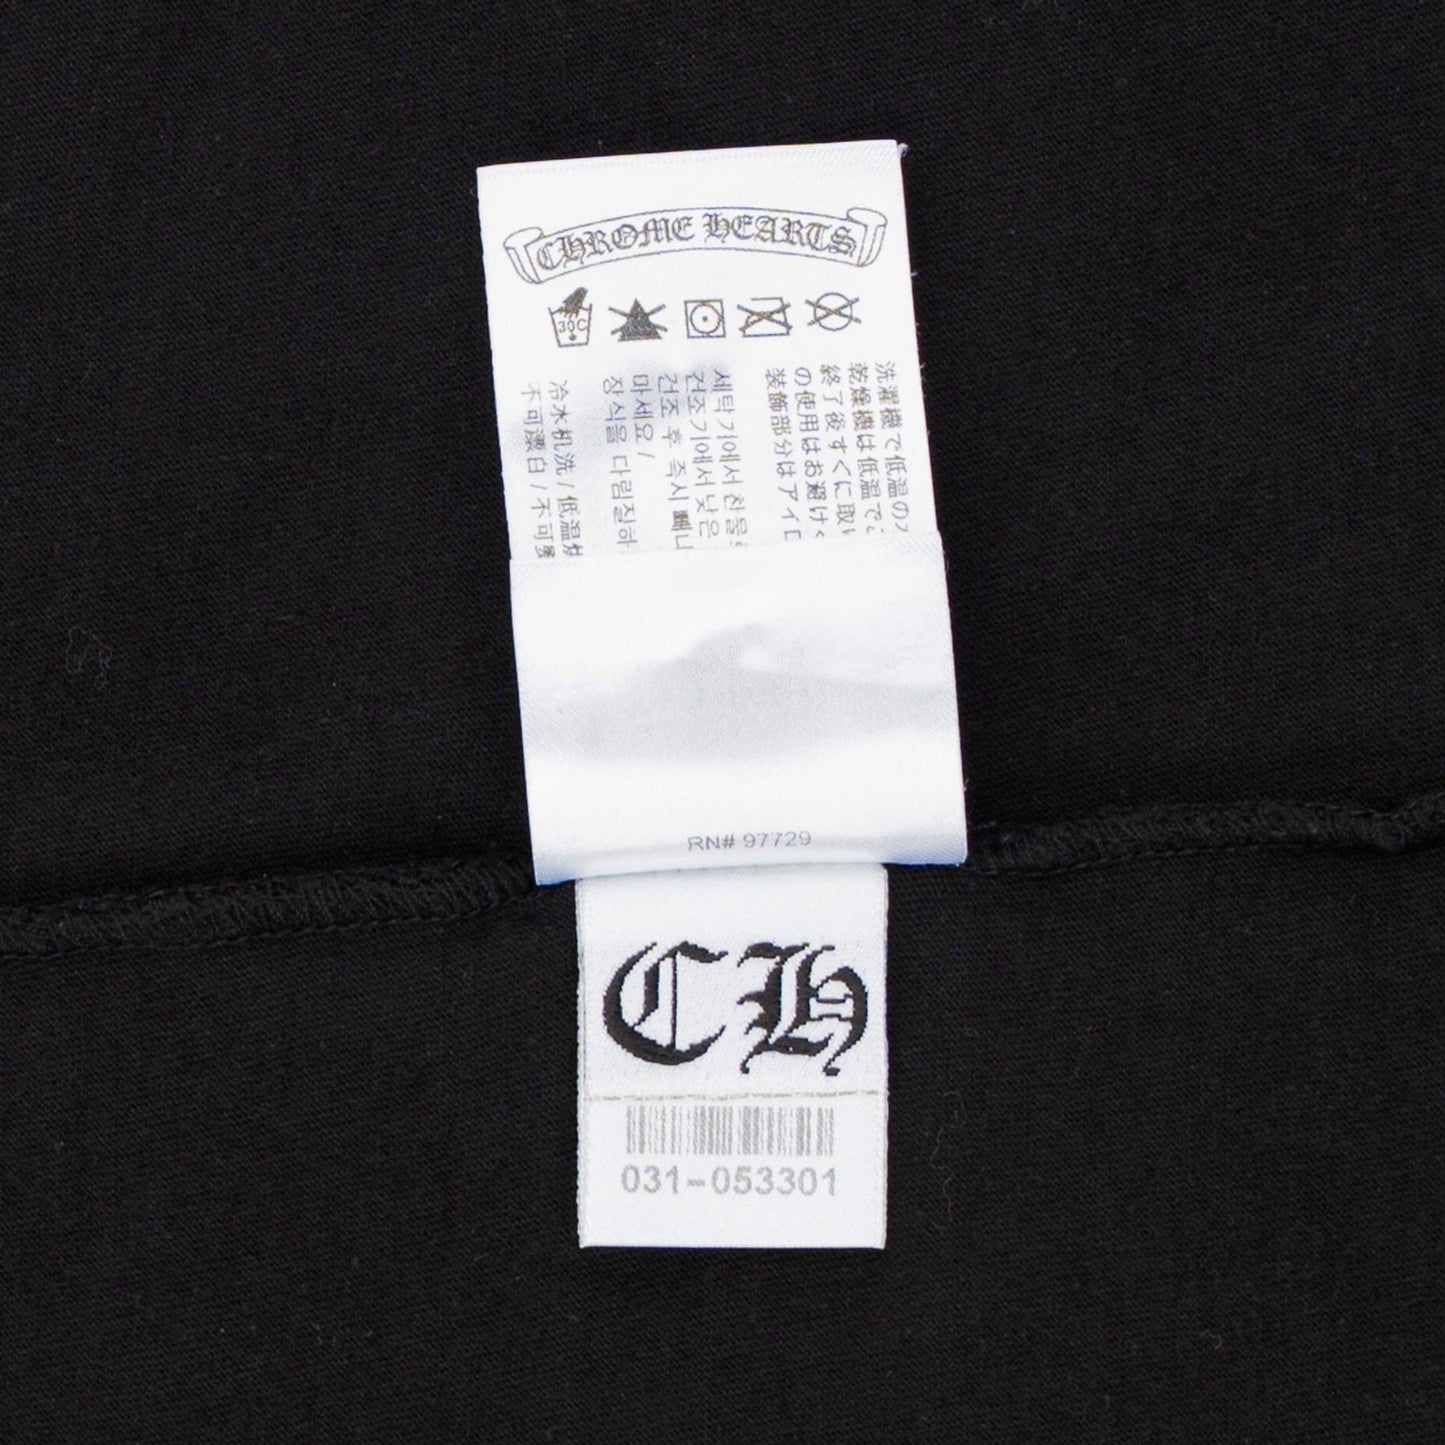 CHROME HEARTS
30C
洗濯機で低温の
乾燥機は低温で
終了後すぐに取
の使用はお避けく
装飾部分はアイロ
세탁기에서 찬물
건조기에서 낮은
건조 후 즉시 빼
마세요 /
장식을 다림질하
冷水机洗 / 低温
不可漂白 / 不可
RN# 97729
CH
031-053301